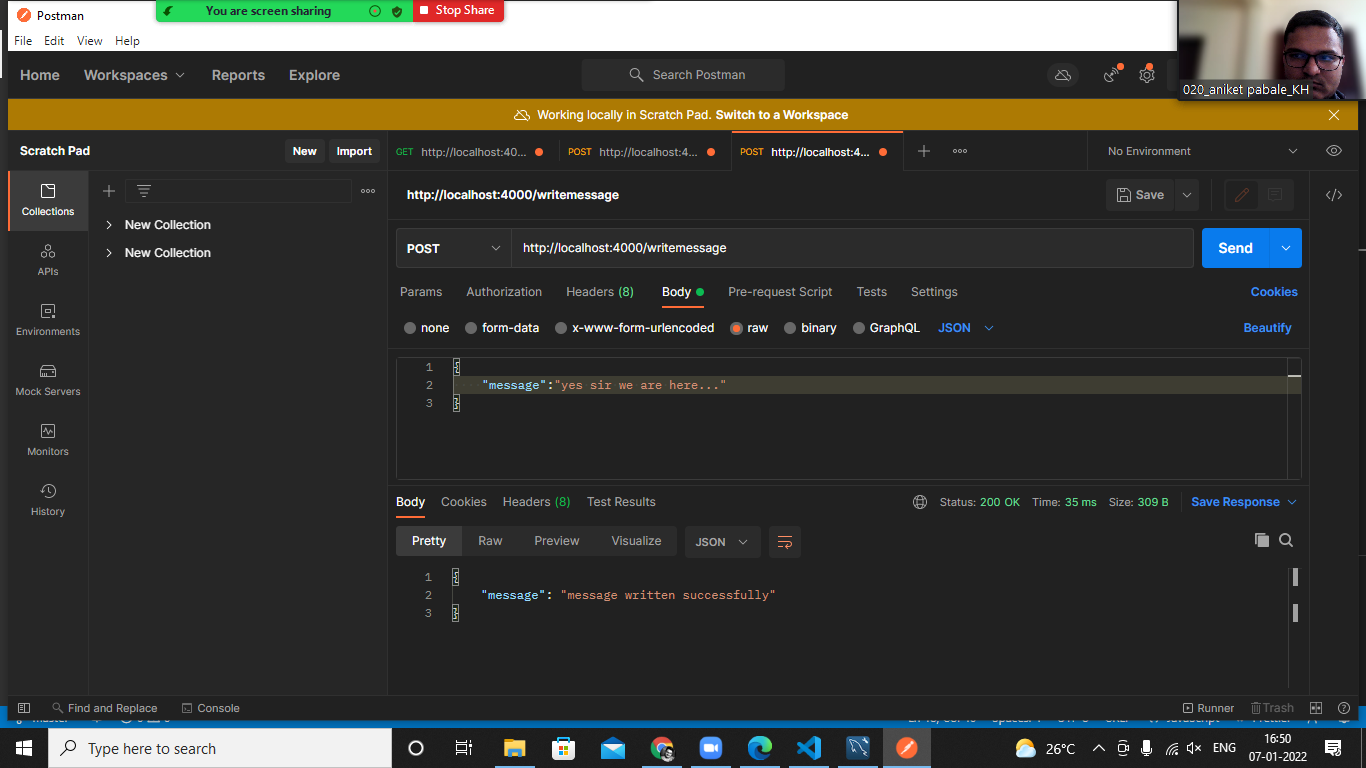 Postman
You are screen sharing
Stop Share
File Edit View Help
020_aniket pabale_KH
Home Workspaces Reports Explore
Search Postman
Working locally in Scratch Pad. Switch to a Workspace
Scratch Pad New Import
GET http://localhost:40...
POST http://localhost:4...
POST http://localhost:4...
No Environment
Collections
APIs
Environments
Mock Servers
Monitors
History
New Collection
New Collection
http://localhost:4000/writemessage
Save
POST http://localhost:4000/writemessage
Send
Params Authorization Headers (8) Body Pre-request Script Tests Settings Cookies
none form-data x-www-form-urlencoded raw binary GraphQL JSON Beautify
1 {
2 "message":"yes sir we are here..."
3 }
Body Cookies Headers (8) Test Results Status: 200 OK Time: 35 ms Size: 309 B Save Response
Pretty Raw Preview Visualize JSON
1 {
2 "message": "message written successfully"
3 }
Find and Replace Console Runner Trash
Type here to search
26°C ENG
16:50
07-01-2022